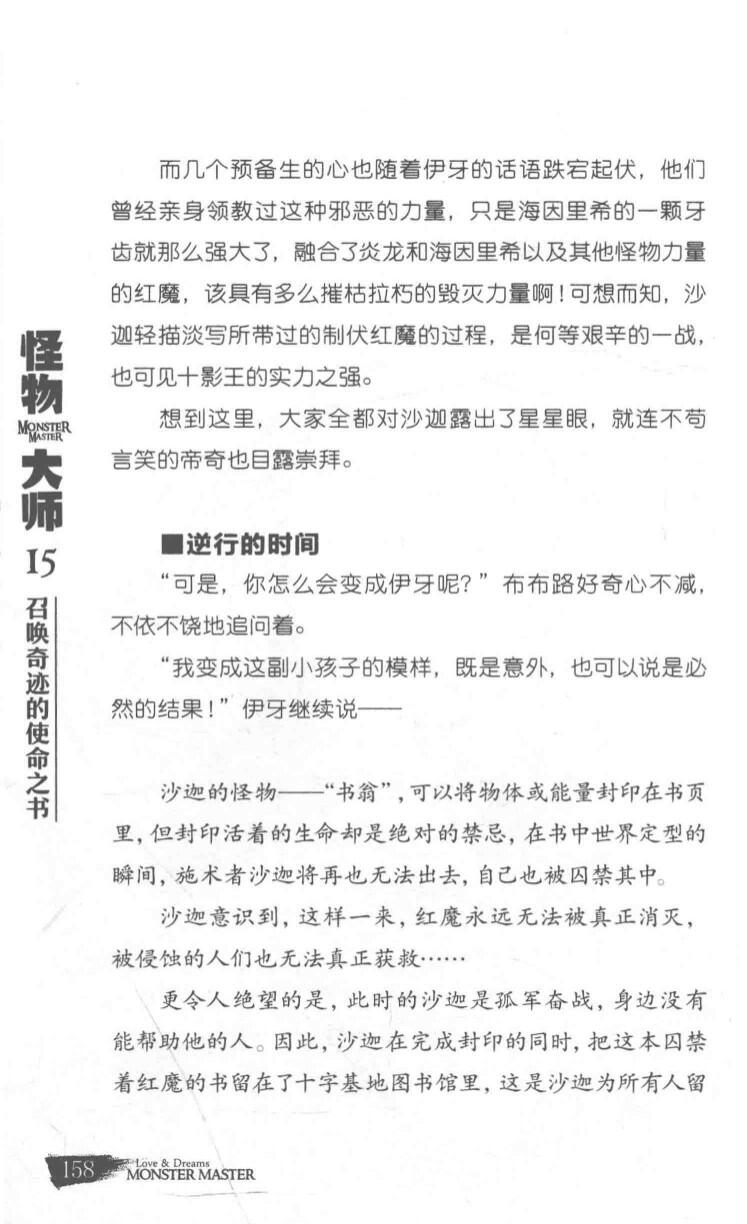 而几个预备生的心也随着伊牙的话语跌宕起伏，他们
曾经亲身领教过这种邪恶的力量，只是海因里希的一颗牙
齿就那么强大了，融合了炎龙和海因里希以及其他怪物力量
的红魔，该具有多么摧枯拉朽的毁灭力量啊！可想而知，沙
迦轻描淡写所带过的制伏红魔的过程，是何等艰辛的一战，
也可见十影王的实力之强。
想到这里，大家全都对沙迦露出了星星眼，就连不苟
言笑的帝奇也目露崇拜。
■逆行的时间
“可是，你怎么会变成伊牙呢？”布布路好奇心不减，
不依不饶地追问着。
“我变成这副小孩子的模样，既是意外，也可以说是必
然的结果！”伊牙继续说——
沙迦的怪物——“书翁”，可以将物体或能量封印在书页
里，但封印活着的生命却是绝对的禁忌，在书中世界定型的
瞬间，施术者沙迦将再也无法出去，自己也被囚禁其中。
沙迦意识到，这样一来，红魔永远无法被真正消灭，
被侵蚀的人们也无法真正获救……
更令人绝望的是，此时的沙迦是孤军奋战，身边没有
能帮助他的人。因此，沙迦在完成封印的同时，把这本囚禁
着红魔的书留在了十字基地图书馆里，这是沙迦为所有人留
怪物
MONSTER
MASTER
大师
15
召唤奇迹的使命之书
158
Love & Dreams
MONSTER MASTER